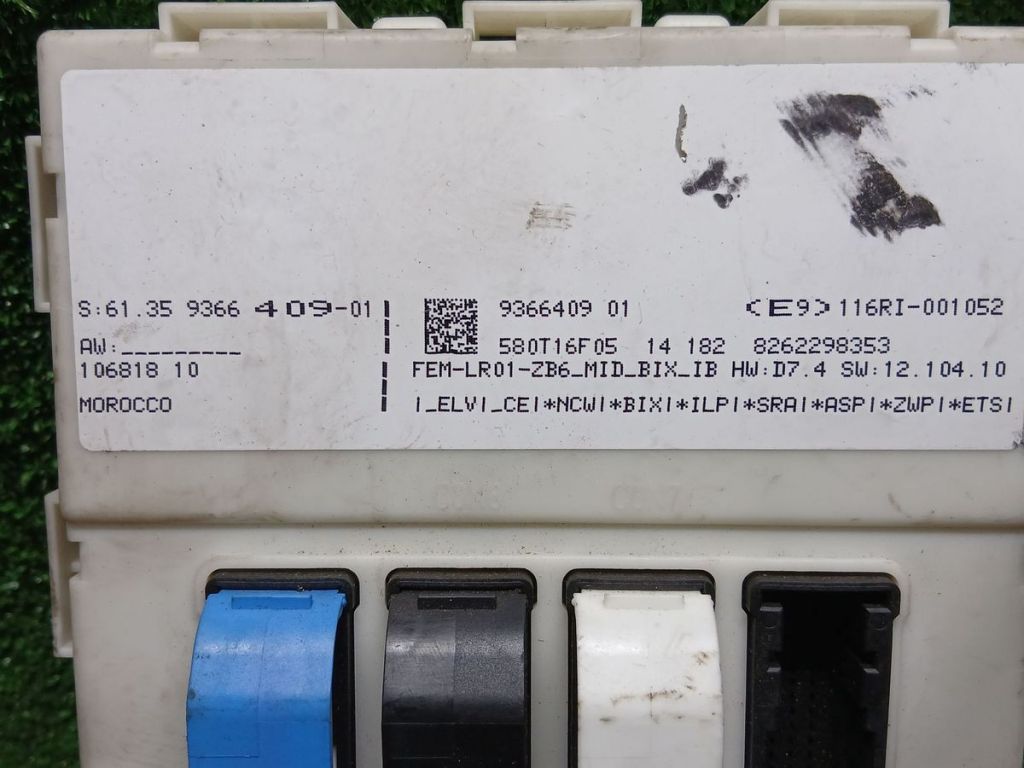 S:61.35 9366 409-01
AW:_________
106818 10
MOROCCO
9366409 01 <E9> 116RI-001052
580T16F05 14 182 8262298353
FEM-LR01-ZB6_MID_BIX_IB HW:D7.4 SW:12.104.10
|_ELV|_CE|*NCW|*BIX|*ILP|*SRA|*ASP|*ZWP|*ETS|